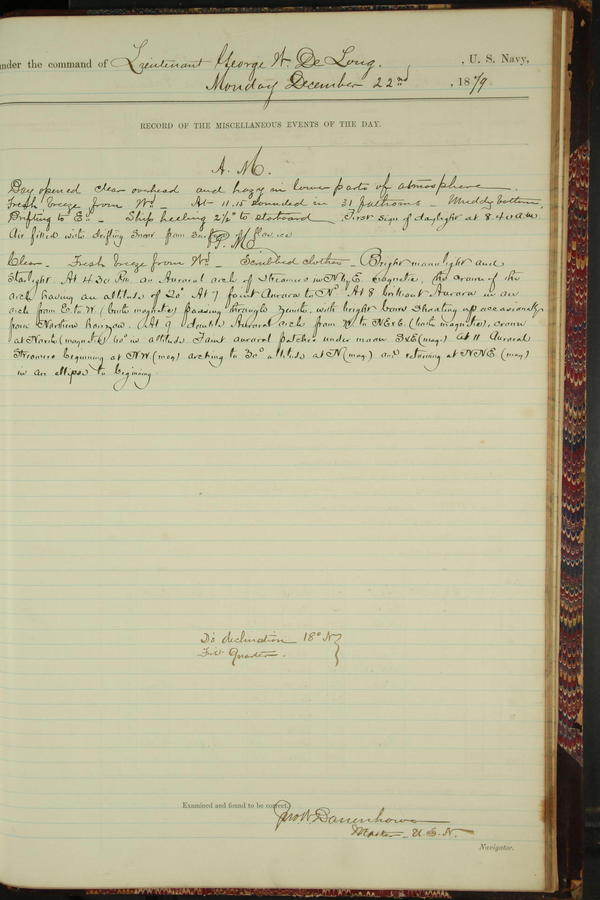 under the command of Lieutenant George W. De Long, , U. S. Navy,
Monday December 22nd , 1879
RECORD OF THE MISCELLANEOUS EVENTS OF THE DAY.
A. M.
Day opened clear overhead and hazy in lower parts of atmosphere.
Fresh breeze from Wd - At 11.15 sounded in 31 fathoms - Muddy bottom,
Drifting to Ed - Ship heeling 2½° to starboard. First sign of daylight at 8.40 a.m.
Air filled with drifting snow from surface of floe ice
P. M.
Clear. Fresh breeze from Wd - Scrubbed clothes - Bright moonlight and
starlight. At 4.30 P.M. an Auroral arch of streamers in N by E magnetic, the crown of the
arch having an altitude of 20° At 7 faint Aurora to Nd At 8 brilliant Aurora in an
arch from E. to W. (both magnetic) passing through zenith, with bright bars shooting up occasionally
from Northern horizon. At 9 double Auroral arch from W to NExE. (both magnetic), crown
at North (magnetic) 60° in altitude. Faint auroral patches under moon SxE (mag.) At 11 Auroral
Streamers beginning at NW. (mag) arching to 30° altitude at N (mag.) and returning at NNE (mag)
in an ellipse to beginning
D's declination 18° N
First Quarter.
Examined and found to be correct.
Jno W Danenhower
Master - U.S.N.
Navigator.